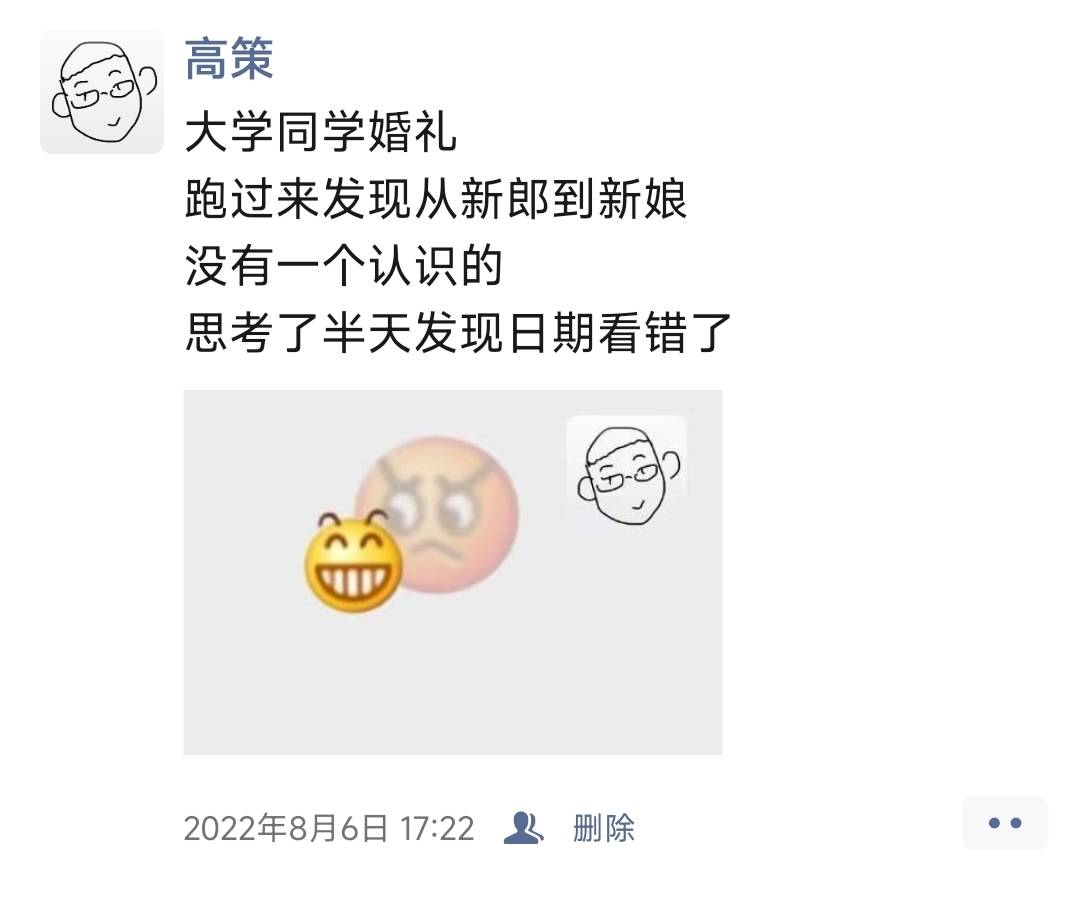 高策
大学同学婚礼
跑过来发现从新郎到新娘
没有一个认识的
思考了半天发现日期看错了
2022年8月6日 17:22 删除